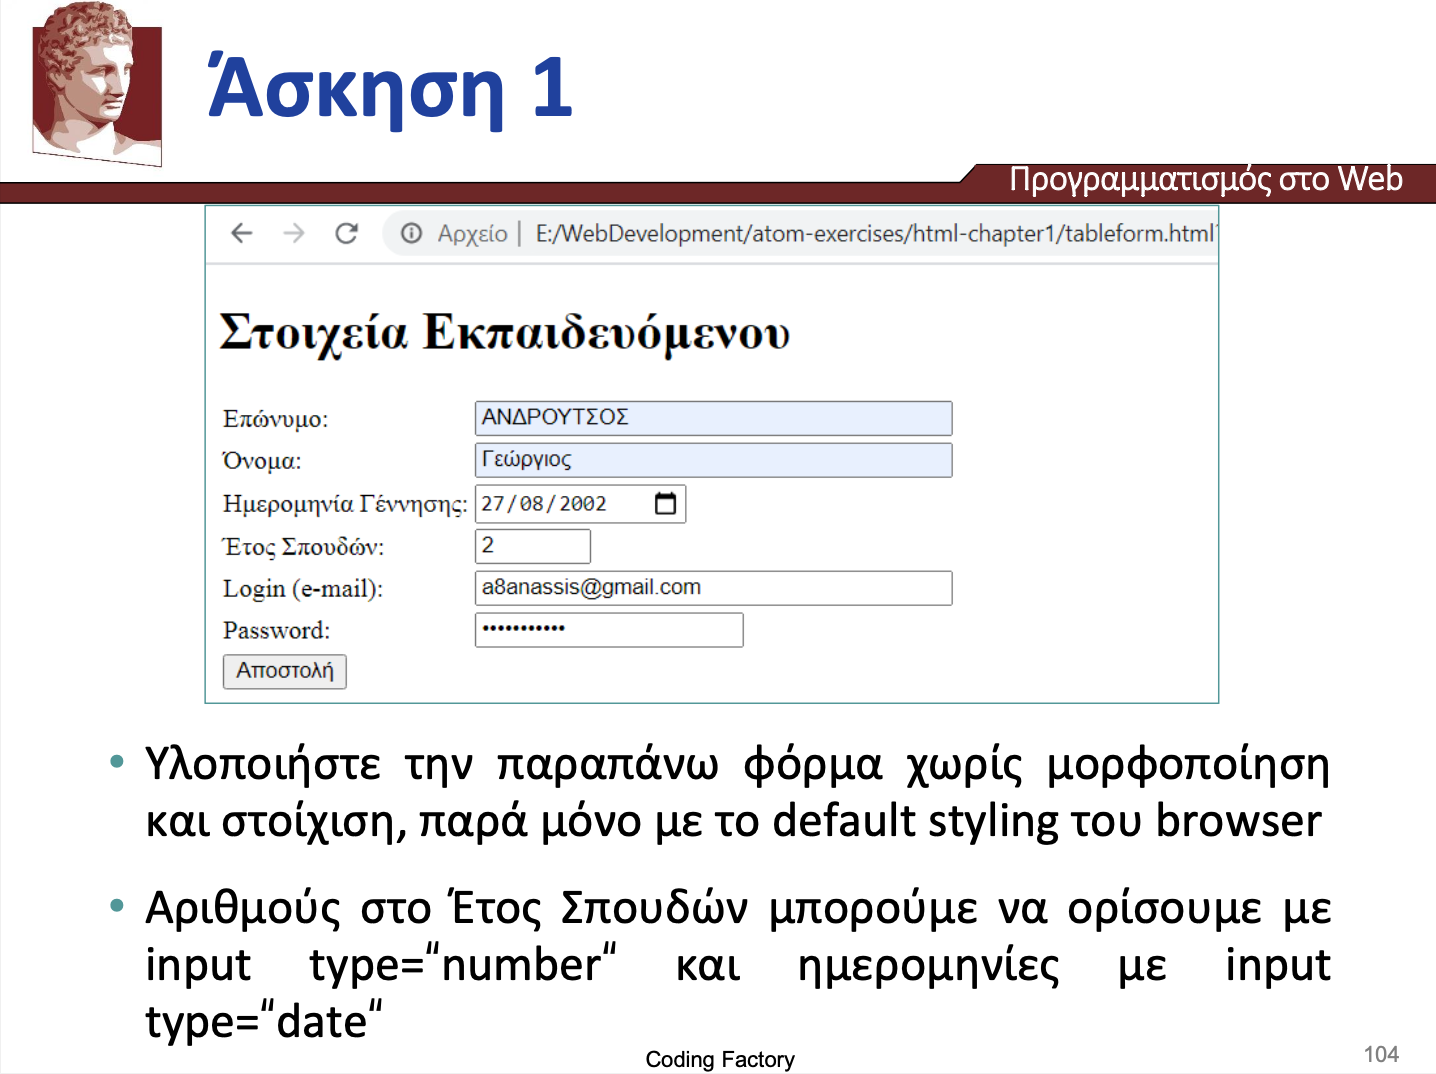 Άσκηση 1
Προγραμματισμός στο Web
Αρχείο | E:/WebDevelopment/atom-exercises/html-chapter1/tableform.html?
Στοιχεία Εκπαιδευόμενου
Επώνυμο: ΑΝΔΡΟΥΤΣΟΣ
Όνομα: Γεώργιος
Ημερομηνία Γέννησης: 27/08/2002
Έτος Σπουδών: 2
Login (e-mail): a8anassis@gmail.com
Password: •••••••••••
Αποστολή
• Υλοποιήστε την παραπάνω φόρμα χωρίς μορφοποίηση
και στοίχιση, παρά μόνο με το default styling του browser
• Αριθμούς στο Έτος Σπουδών μπορούμε να ορίσουμε με
input type=“number“ και ημερομηνίες με input
type=“date“
Coding Factory
104